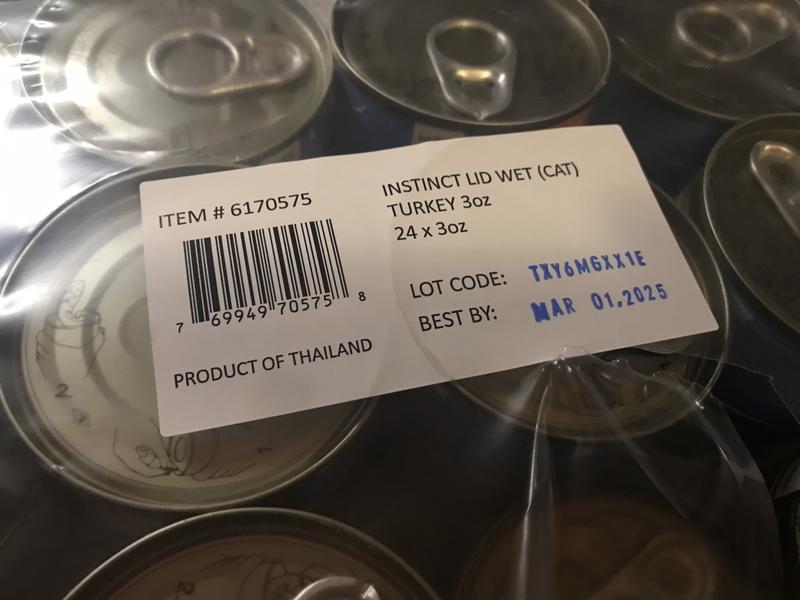 ITEM # 6170575
7 69949 70575 8
PRODUCT OF THAILAND
INSTINCT LID WET (CAT)
TURKEY 3oz
24 x 3oz
LOT CODE: TXY6MGXX1E
BEST BY: MAR 01,2025
2.